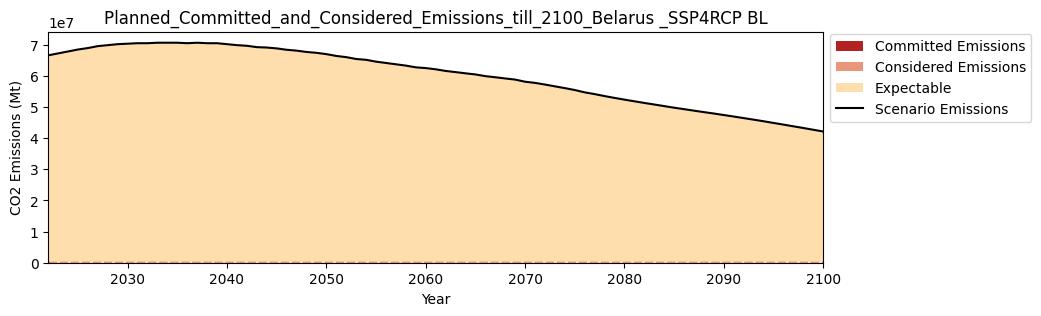 Planned_Committed_and_Considered_Emissions_till_2100_Belarus _SSP4RCP BL
1e7
7
6
5
4
3
2
1
0
CO2 Emissions (Mt)
2030 2040 2050 2060 2070 2080 2090 2100
Year
Committed Emissions
Considered Emissions
Expectable
Scenario Emissions